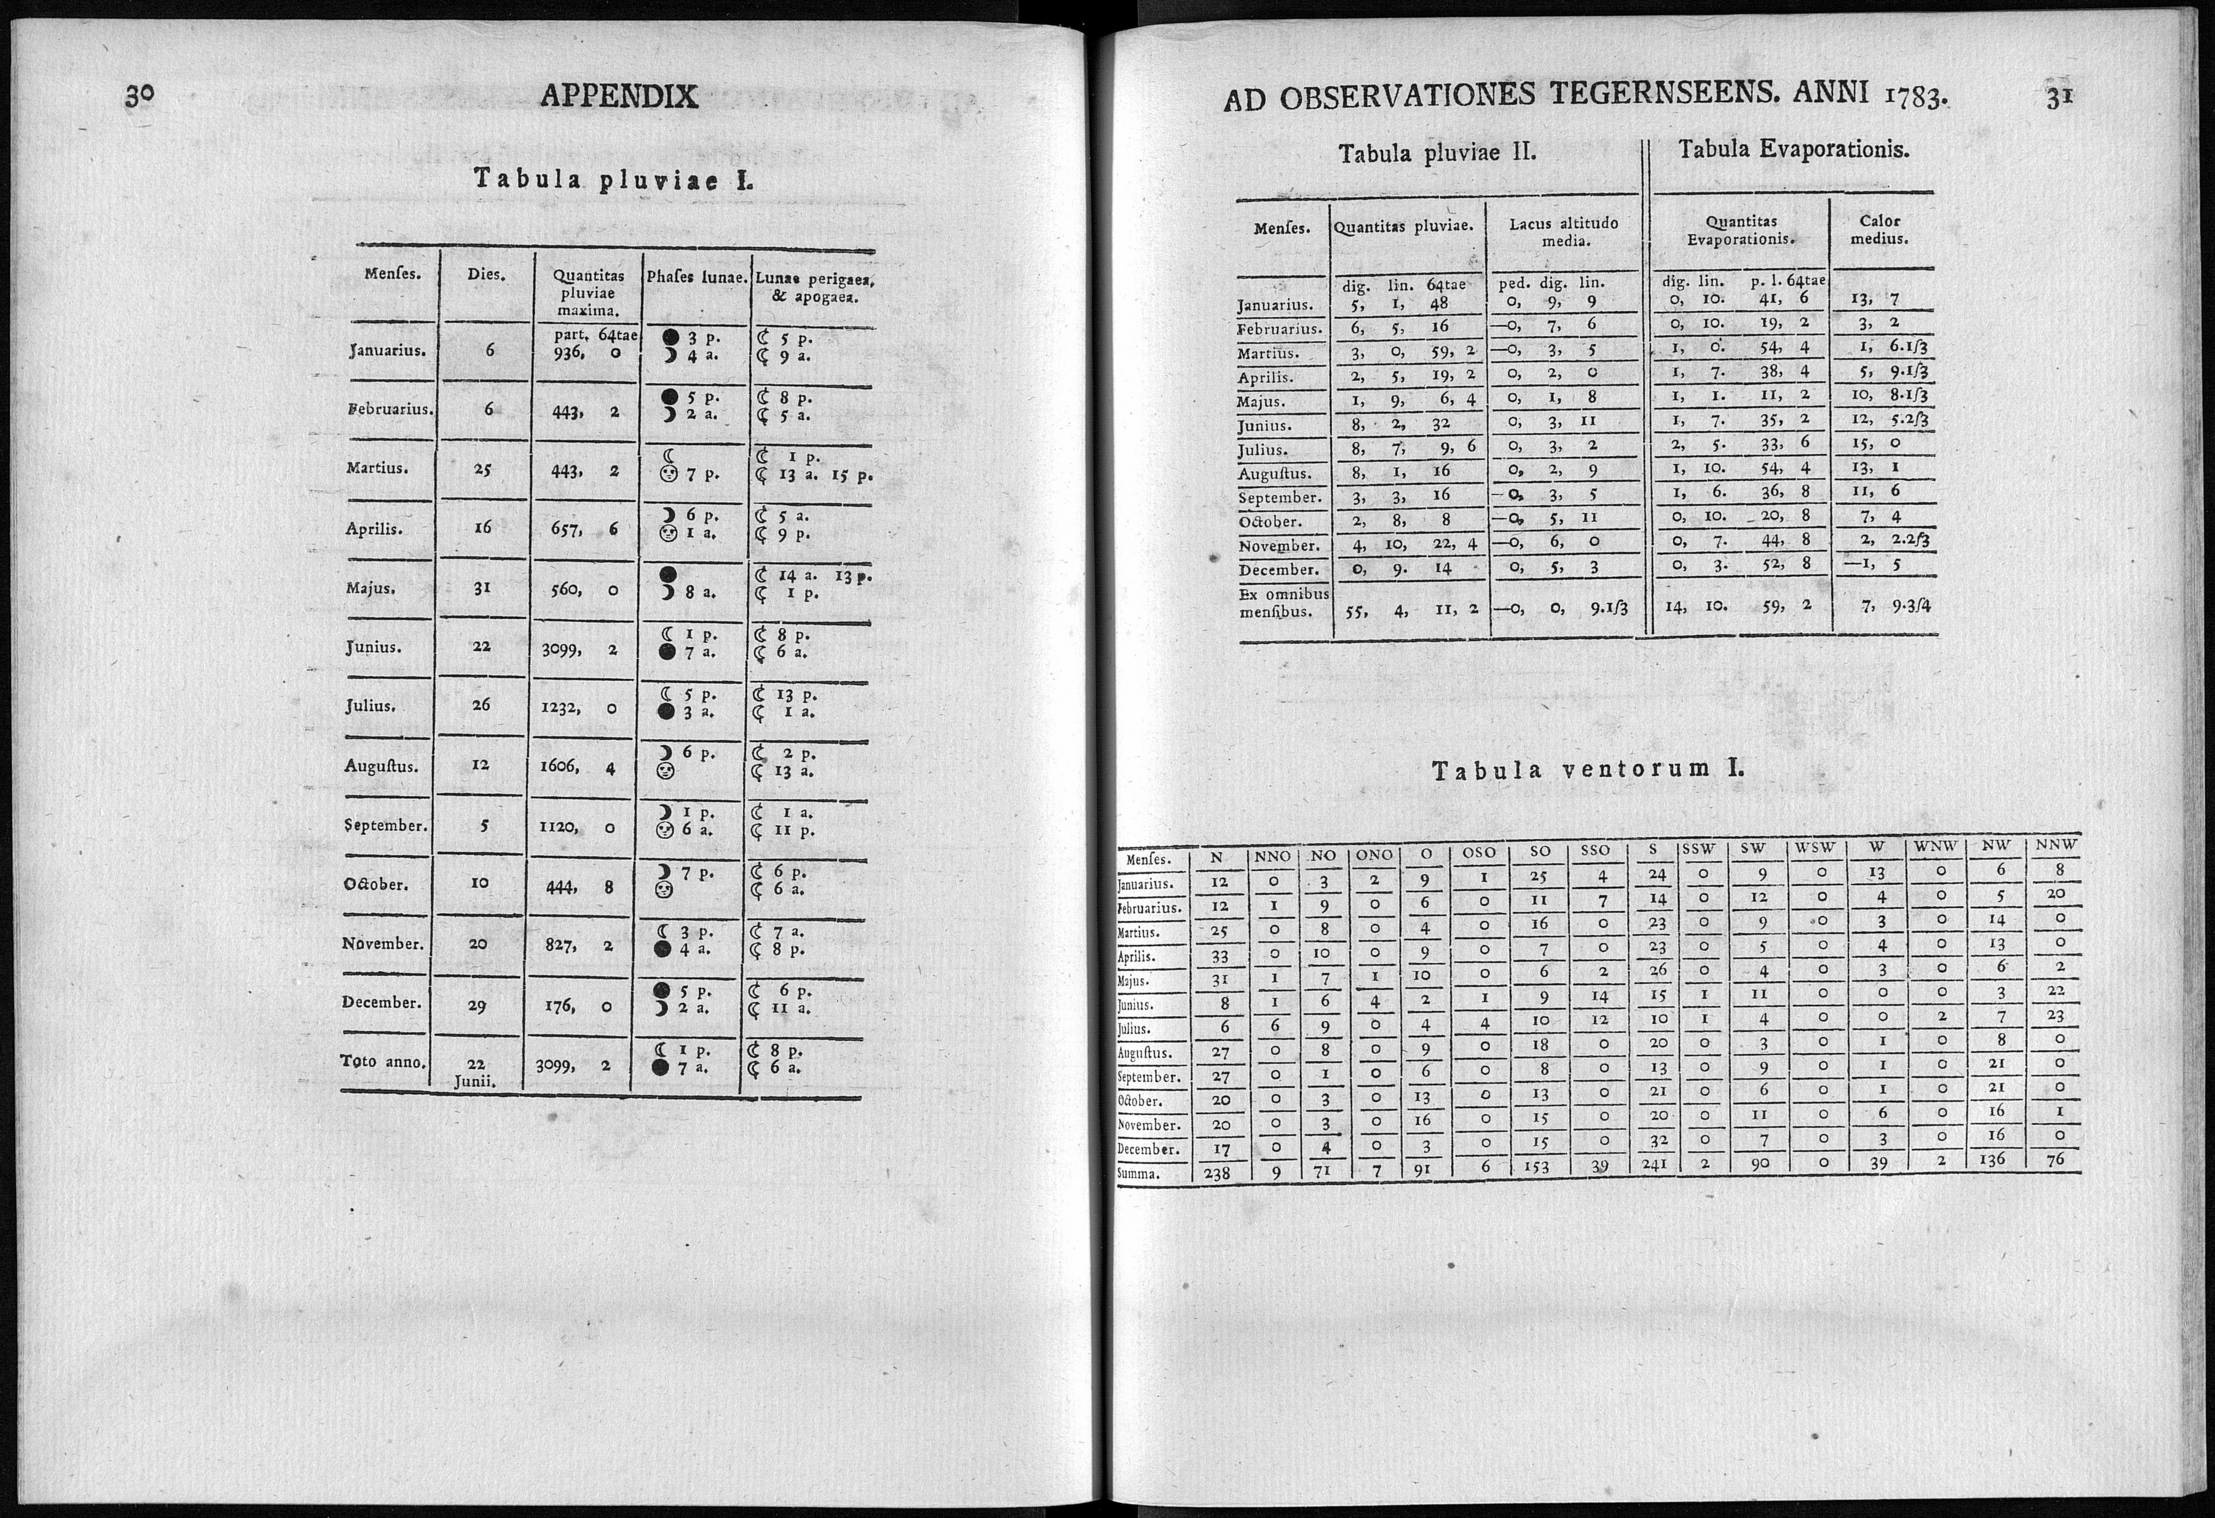 30 APPENDIX
Tabula pluviae I.
Menſes. Dies. Quantitas pluviae maxima. Phaſes lunae. Lunae perigaea, & apogaea.
part. 64tae
Januarius. 6 936, 0 ● 3 p. ☽ 4 a. 5 p. 9 a.
Februarius. 6 443, 2 ● 5 p. ☽ 2 a. 8 p. 5 a.
Martius. 25 443, 2 ☾ 7 p. 1 p. 13 a. 15 p.
Aprilis. 16 657, 6 ☽ 6 p. 1 a. 5 a. 9 p.
Majus. 31 560, 0 ● ☽ 8 a. 14 a. 13 p. 1 p.
Junius. 22 3099, 2 ☾ 1 p. ● 7 a. 8 p. 6 a.
Julius. 26 1232, 0 ☾ 5 p. ● 3 a. 13 p. 1 a.
Auguſtus. 12 1606, 4 ☽ 6 p. 2 p. 13 a.
September. 5 1120, 0 ☽ 1 p. 6 a. 1 a. 11 p.
October. 10 444, 8 ☽ 7 p. 6 p. 6 a.
November. 20 827, 2 ☾ 3 p. ● 4 a. 7 a. 8 p.
December. 29 176, 0 ● 5 p. ☽ 2 a. 6 p. 11 a.
Toto anno. 22 Junii. 3099, 2 ☾ 1 p. ● 7 a. 8 p. 6 a.
AD OBSERVATIONES TEGERNSEENS. ANNI 1783. 31
Tabula pluviae II. Tabula Evaporationis.
Menſes. Quantitas pluviae. Lacus altitudo media. Quantitas Evaporationis. Calor medius.
dig. lin. 64tae ped. dig. lin. dig. lin. p. l. 64tae
Januarius. 5, 1, 48 0, 9, 9 0, 10. 41, 6 13, 7
Februarius. 6, 5, 16 —0, 7, 6 0, 10. 19, 2 3, 2
Martius. 3, 0, 59, 2 —0, 3, 5 1, 0. 54, 4 1, 6.1/3
Aprilis. 2, 5, 19, 2 0, 2, 0 1, 7. 38, 4 5, 9.1/3
Majus. 1, 9, 6, 4 0, 1, 8 1, 1. 11, 2 10, 8.1/3
Junius. 8, 2, 32 0, 3, 11 1, 7. 35, 2 12, 5.2/3
Julius. 8, 7, 9, 6 0, 3, 2 2, 5. 33, 6 15, 0
Auguſtus. 8, 1, 16 0, 2, 9 1, 10. 54, 4 13, 1
September. 3, 3, 16 —0, 3, 5 1, 6. 36, 8 11, 6
October. 2, 8, 8 —0, 5, 11 0, 10. 20, 8 7, 4
November. 4, 10, 22, 4 —0, 6, 0 0, 7. 44, 8 2, 2.2/3
December. 0, 9. 14 0, 5, 3 0, 3. 52, 8 —1, 5
Ex omnibus
menſibus. 55, 4, 11, 2 —0, 0, 9.1/3 14, 10. 59, 2 7, 9.3/4
Tabula ventorum I.
Menſes. N NNO NO ONO O OSO SO SSO S SSW SW WSW W WNW NW NNW
Januarius. 12 0 3 2 9 1 25 4 24 0 9 0 13 0 6 8
Februarius. 12 1 9 0 6 0 11 7 14 0 12 0 4 0 5 20
Martius. 25 0 8 0 4 0 16 0 23 0 9 0 3 0 14 0
Aprilis. 33 0 10 0 9 0 7 0 23 0 5 0 4 0 13 0
Majus. 31 1 7 1 10 0 6 2 26 0 4 0 3 0 6 2
Junius. 8 1 6 4 2 1 9 14 15 1 11 0 0 0 3 22
Julius. 6 6 9 0 4 4 10 12 10 1 4 0 0 2 7 23
Auguſtus. 27 0 8 0 9 0 18 0 20 0 3 0 1 0 8 0
September. 27 0 1 0 6 0 8 0 13 0 9 0 1 0 21 0
October. 20 0 3 0 13 0 13 0 21 0 6 0 1 0 21 0
November. 20 0 3 0 16 0 15 0 20 0 11 0 6 0 16 1
December. 17 0 4 0 3 0 15 0 32 0 7 0 3 0 16 0
Summa. 238 9 71 7 91 6 153 39 241 2 90 0 39 2 136 76